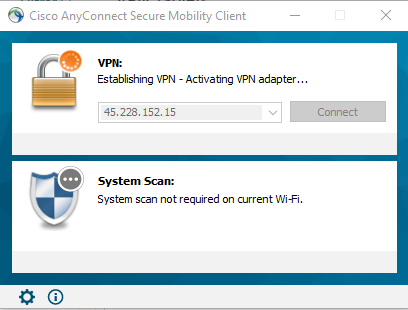 Cisco AnyConnect Secure Mobility Client
VPN:
Establishing VPN - Activating VPN adapter...
45.228.152.15
Connect
System Scan:
System scan not required on current Wi-Fi.